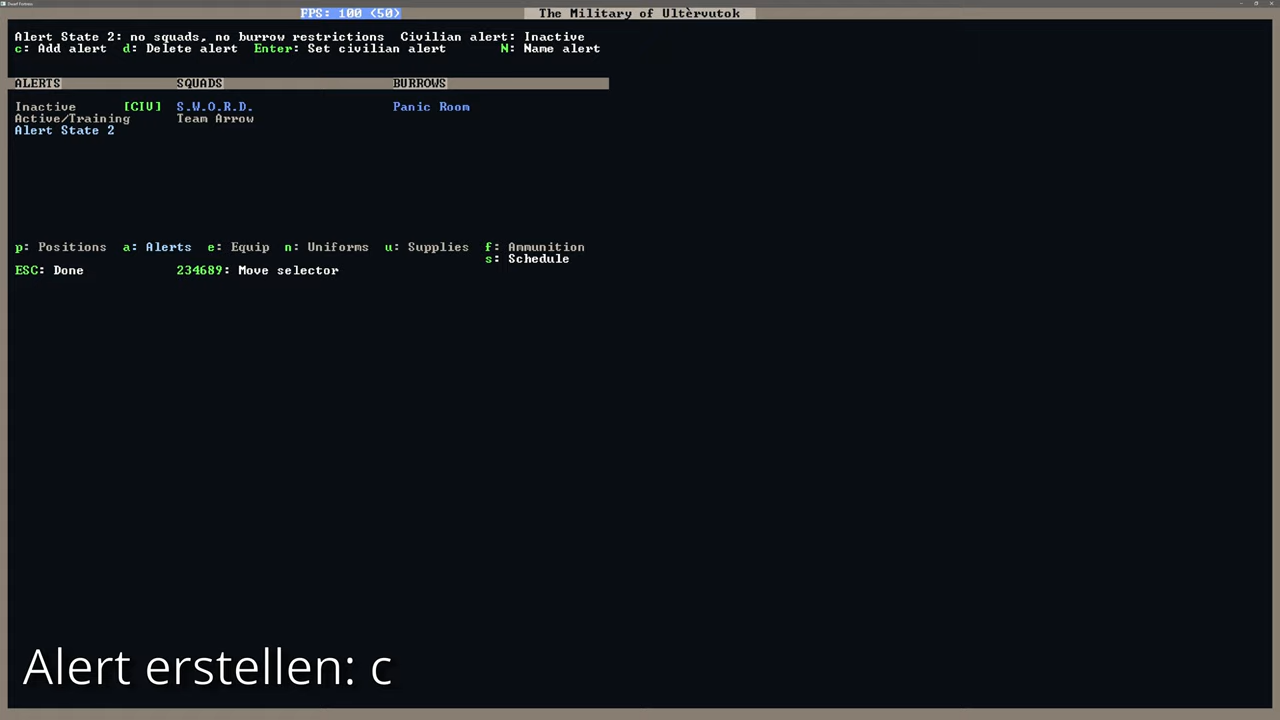 Dwarf Fortress
FPS: 100 (50) The Military of Ultèrvutok
Alert State 2: no squads, no burrow restrictions Civilian alert: Inactive
c: Add alert d: Delete alert Enter: Set civilian alert N: Name alert
ALERTS SQUADS BURROWS
Inactive [CIV] S.W.O.R.D. Panic Room
Active/Training Team Arrow
Alert State 2
p: Positions a: Alerts e: Equip n: Uniforms u: Supplies f: Ammunition
s: Schedule
ESC: Done 234689: Move selector
Alert erstellen: c